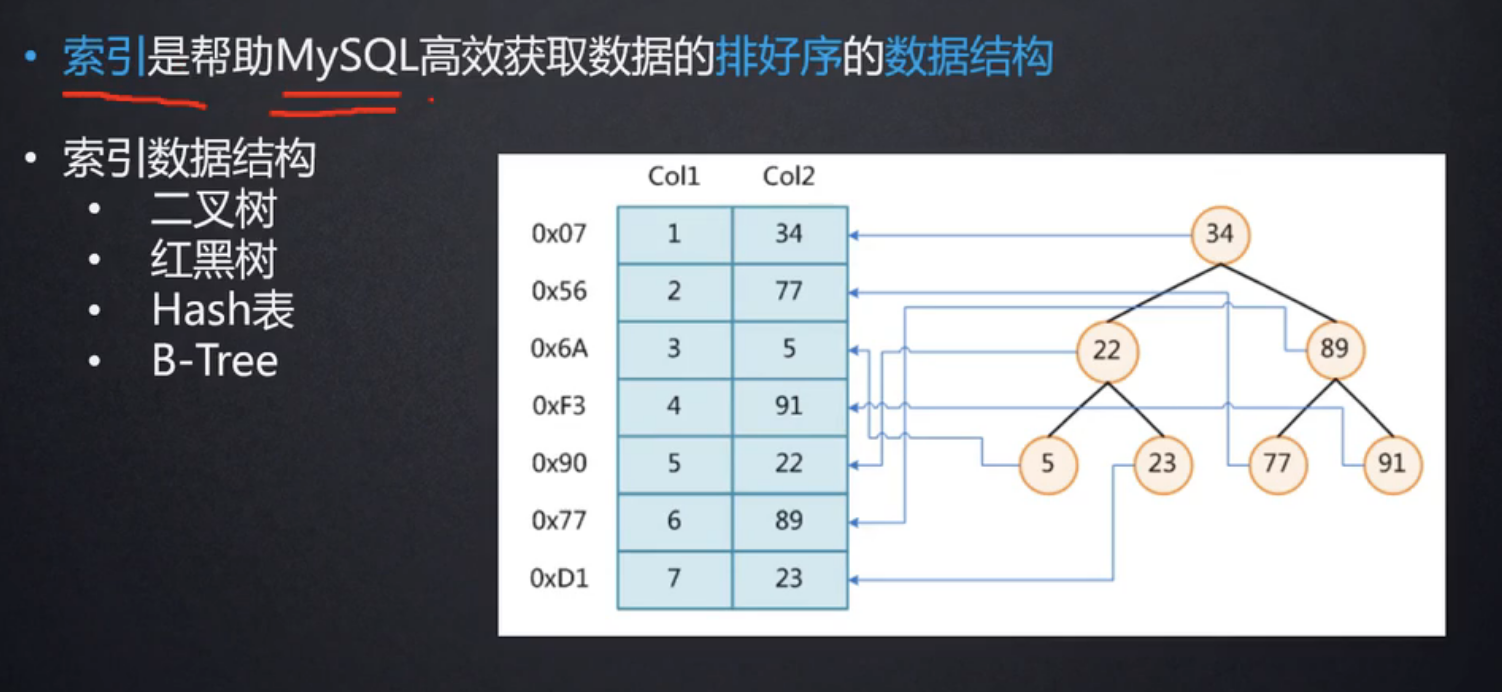 • 索引是帮助MySQL高效获取数据的排好序的数据结构
• 索引数据结构
• 二叉树
• 红黑树
• Hash表
• B-Tree
Col1 Col2
0x07 1 34
0x56 2 77
0x6A 3 5
0xF3 4 91
0x90 5 22
0x77 6 89
0xD1 7 23
34
22 89
5 23 77 91